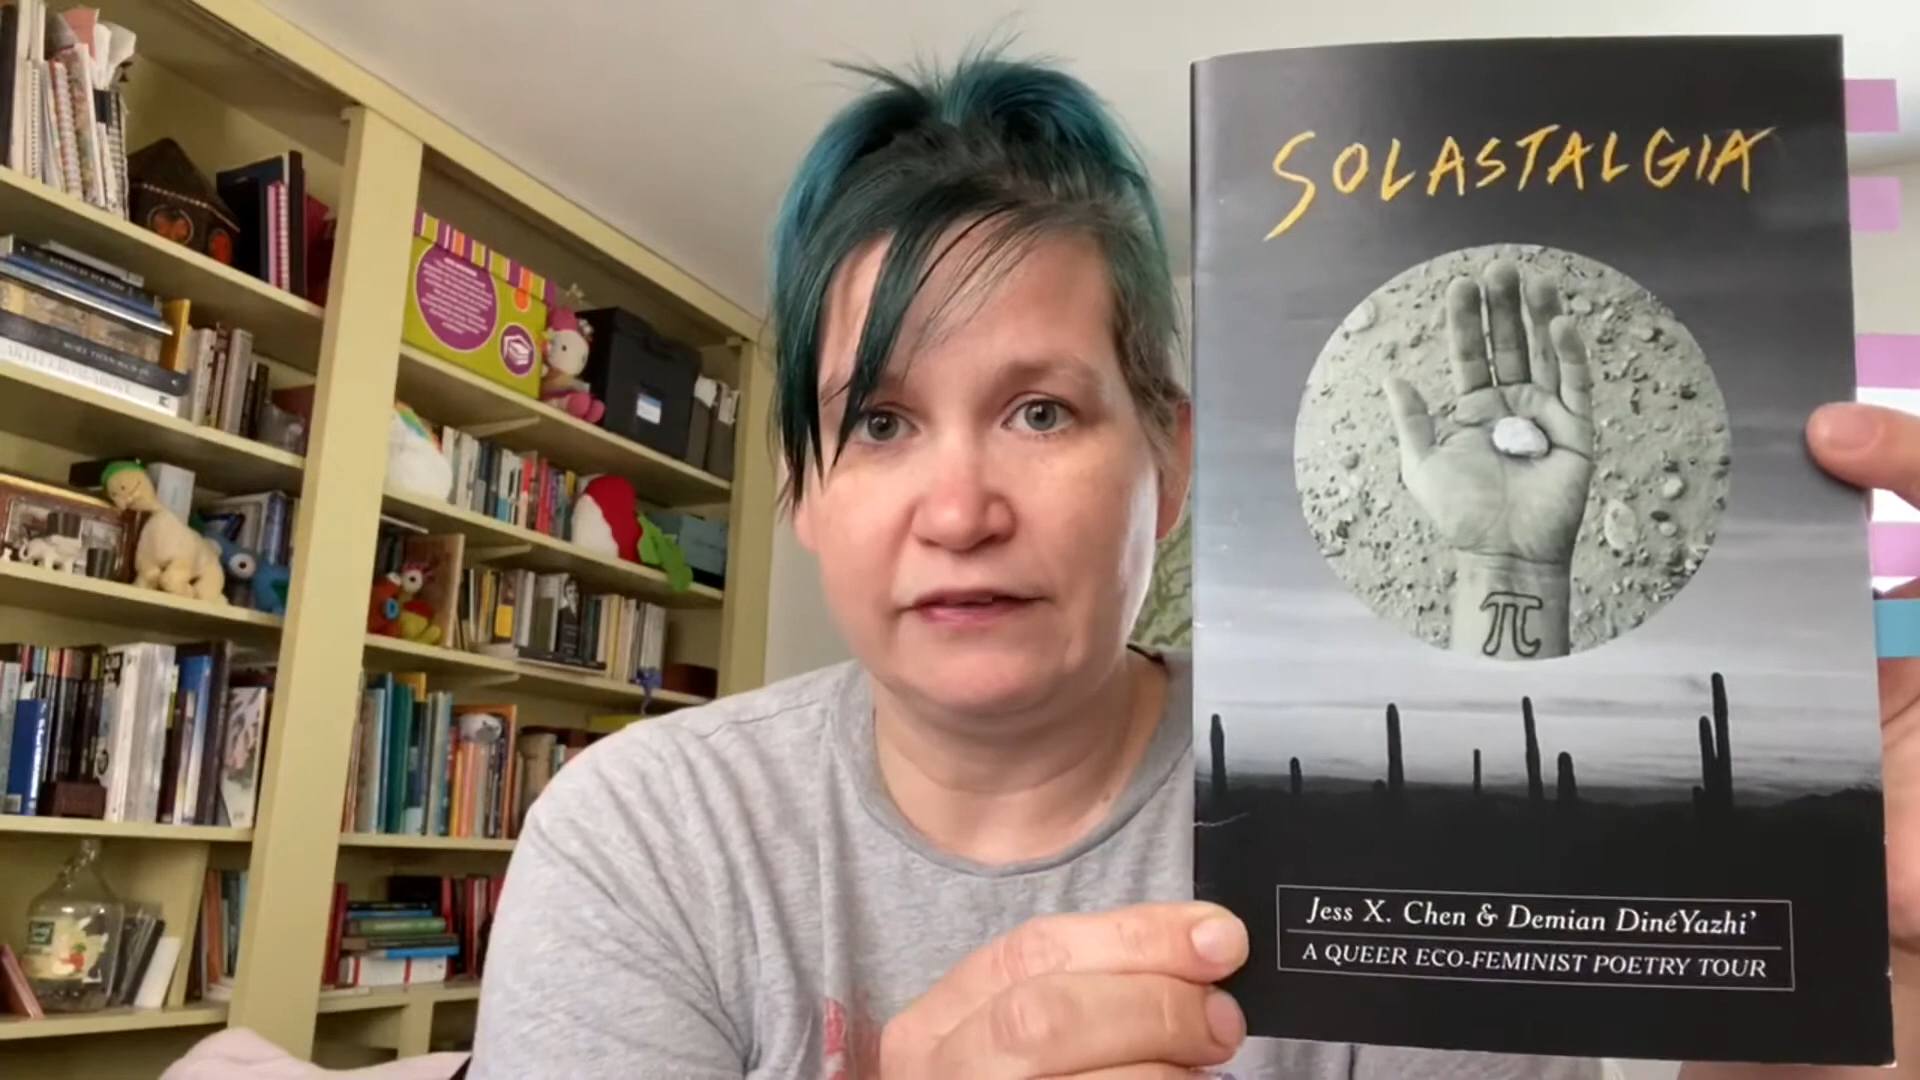 SOLASTALGIA
π
Jess X. Chen & Demian DinéYazhi'
A QUEER ECO-FEMINIST POETRY TOUR